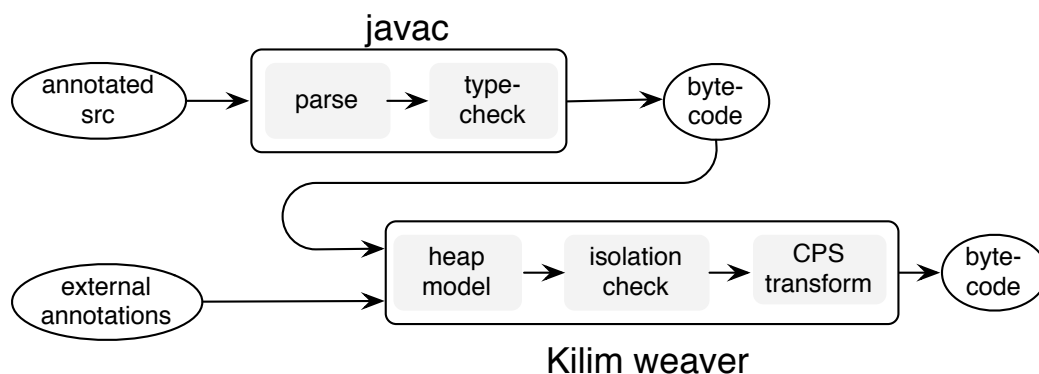 javac
annotated
src
parse
type-
check
byte-
code
heap
model
isolation
check
CPS
transform
byte-
code
external
annotations
Kilim weaver